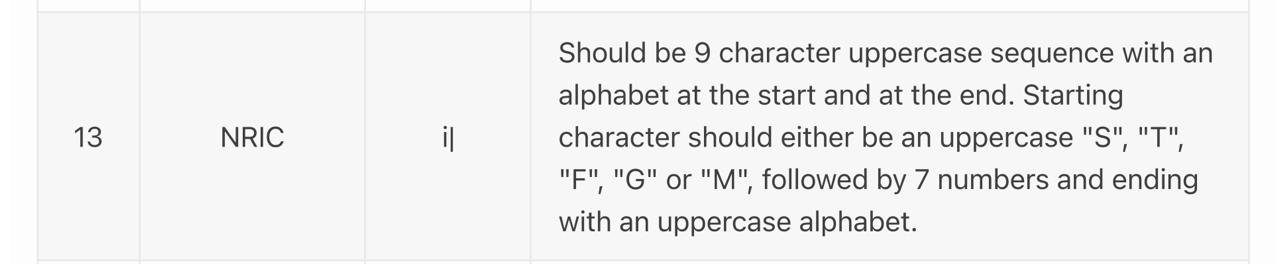 13
NRIC
i|
Should be 9 character uppercase sequence with an
alphabet at the start and at the end. Starting
character should either be an uppercase "S", "T",
"F", "G" or "M", followed by 7 numbers and ending
with an uppercase alphabet.